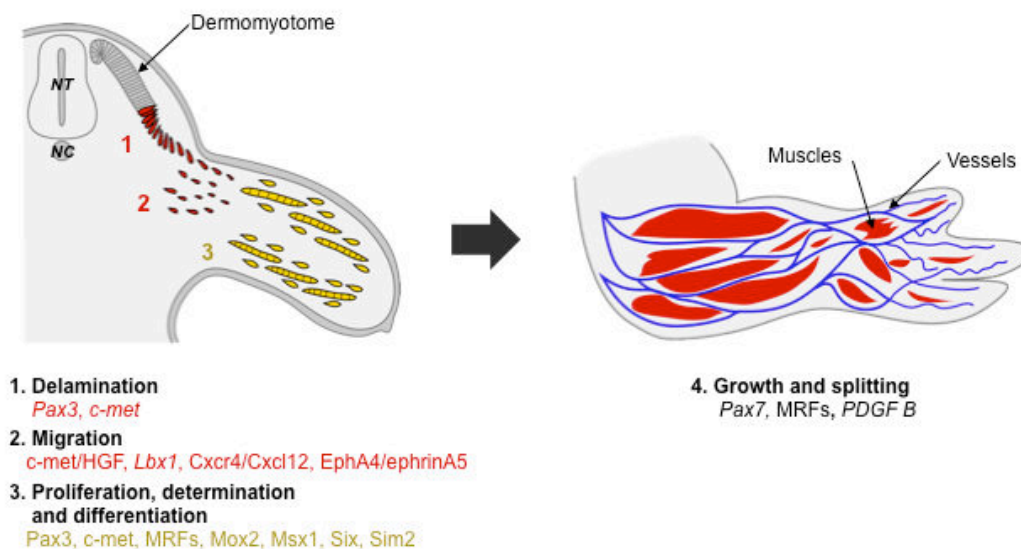 Dermomyotome
NT
NC
1
2
3
Muscles
Vessels
1. Delamination
Pax3, c-met
2. Migration
c-met/HGF, Lbx1, Cxcr4/Cxcl12, EphA4/ephrinA5
3. Proliferation, determination
and differentiation
Pax3, c-met, MRFs, Mox2, Msx1, Six, Sim2
4. Growth and splitting
Pax7, MRFs, PDGF B